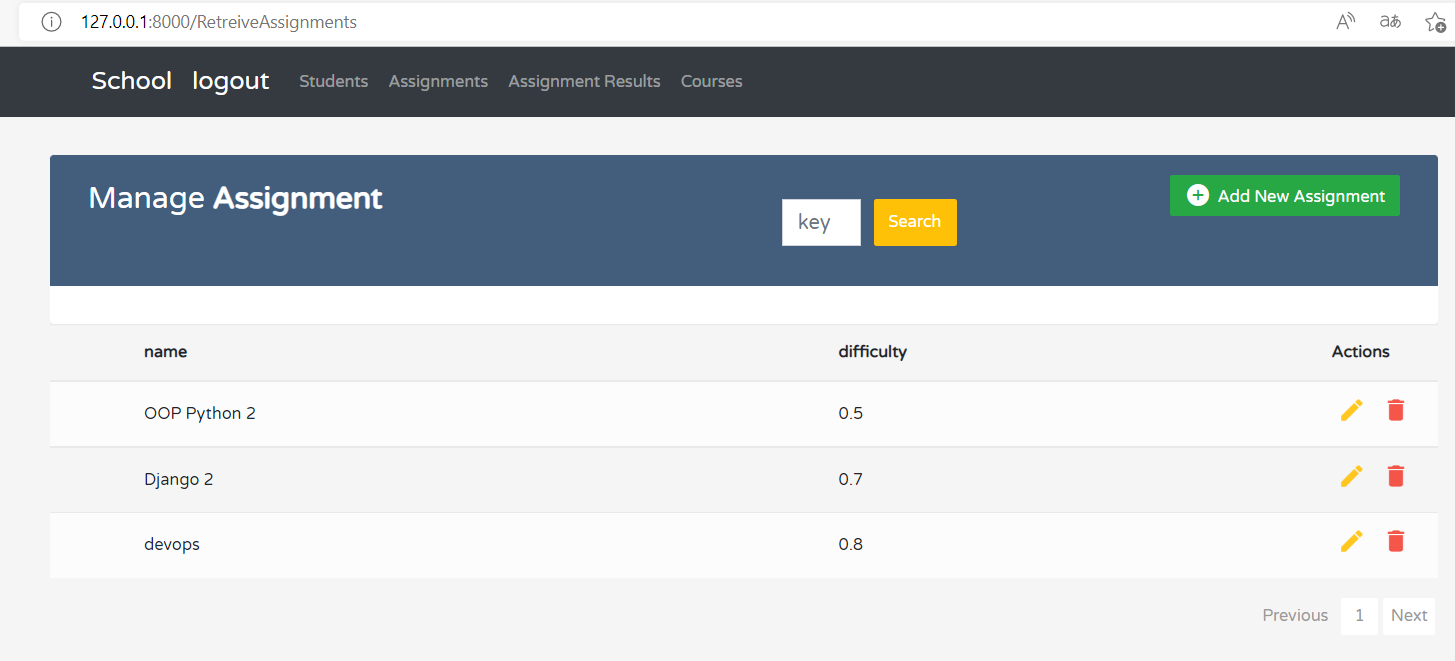 127.0.0.1:8000/RetreiveAssignments
School logout Students Assignments Assignment Results Courses
Manage Assignment
key Search
Add New Assignment
name difficulty Actions
OOP Python 2 0.5
Django 2 0.7
devops 0.8
Previous 1 Next